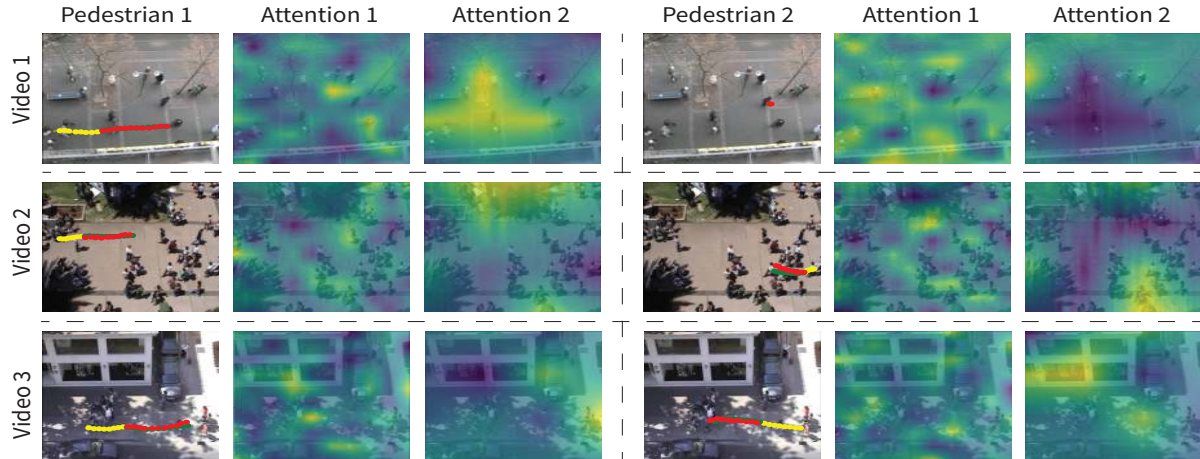 Pedestrian 1 Attention 1 Attention 2 Pedestrian 2 Attention 1 Attention 2
Video 1
Video 2
Video 3